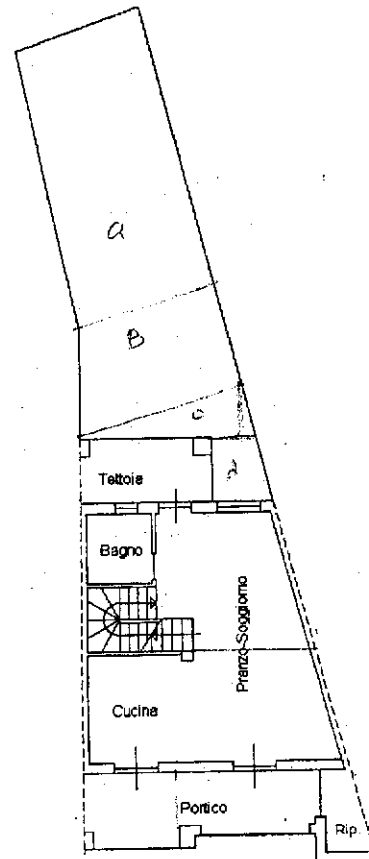 a
B
c
Tettoia
Bagno
Pranzo-Soggiorno
Cucina
Portico
Rip.